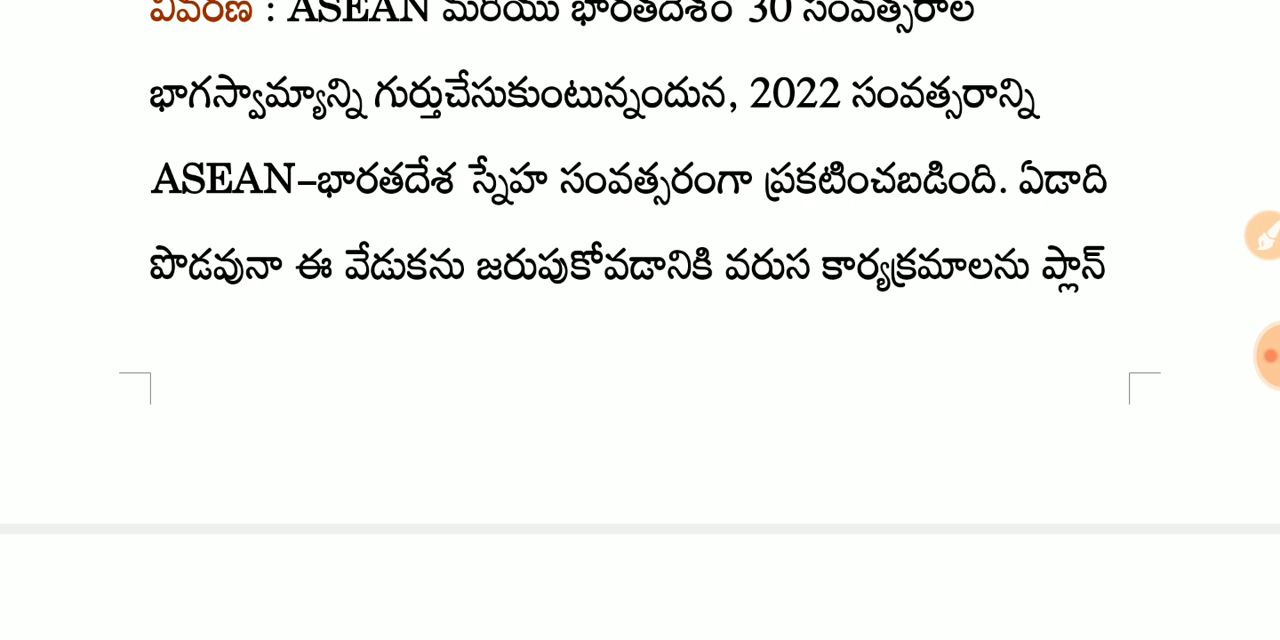 వివరణ : ASEAN మరియు భారతదేశం 30 సంవత్సరాల
భాగస్వామ్యాన్ని గుర్తుచేసుకుంటున్నందున, 2022 సంవత్సరాన్ని
ASEAN–భారతదేశ స్నేహ సంవత్సరంగా ప్రకటించబడింది. ఏడాది
పొడవునా ఈ వేడుకను జరుపుకోవడానికి వరుస కార్యక్రమాలను ప్లాన్